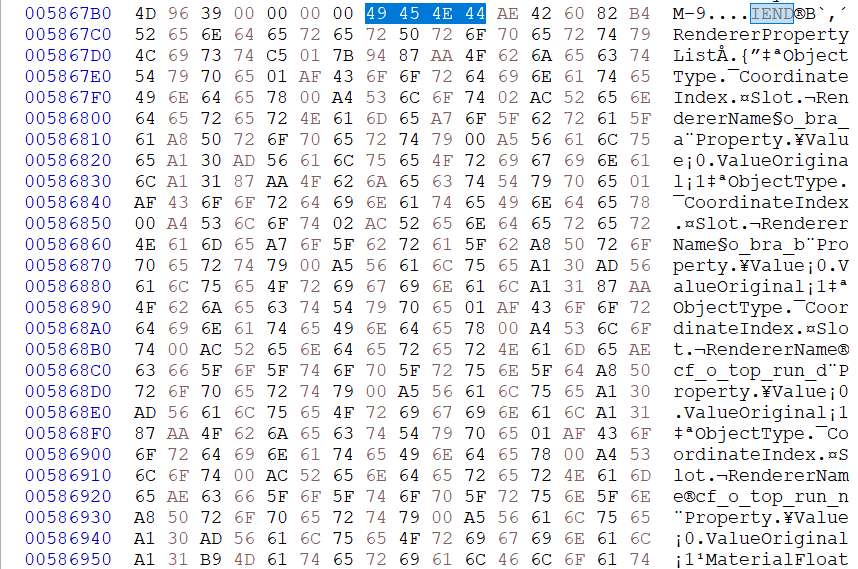 005867B0 4D 96 39 00 00 00 00 49 45 4E 44 AE 42 60 82 B4 M–9....IEND®B`‚´
005867C0 52 65 6E 64 65 72 65 72 50 72 6F 70 65 72 74 79 RendererProperty
005867D0 4C 69 73 74 C5 01 7B 94 87 AA 4F 62 6A 65 63 74 ListÅ.{”‡ªObject
005867E0 54 79 70 65 01 AF 43 6F 6F 72 64 69 6E 61 74 65 Type.¯Coordinate
005867F0 49 6E 64 65 78 00 A4 53 6C 6F 74 02 AC 52 65 6E Index.¤Slot.¬Ren
00586800 64 65 72 65 72 4E 61 6D 65 A7 6F 5F 62 72 61 5F dererName§o_bra_
00586810 61 A8 50 72 6F 70 65 72 74 79 00 A5 56 61 6C 75 a¨Property.¥Valu
00586820 65 A1 30 AD 56 61 6C 75 65 4F 72 69 67 69 6E 61 e¡0.ValueOrigina
00586830 6C A1 31 87 AA 4F 62 6A 65 63 74 54 79 70 65 01 l¡1‡ªObjectType.
00586840 AF 43 6F 6F 72 64 69 6E 61 74 65 49 6E 64 65 78 ¯CoordinateIndex
00586850 00 A4 53 6C 6F 74 02 AC 52 65 6E 64 65 72 65 72 .¤Slot.¬Renderer
00586860 4E 61 6D 65 A7 6F 5F 62 72 61 5F 62 A8 50 72 6F Name§o_bra_b¨Pro
00586870 70 65 72 74 79 00 A5 56 61 6C 75 65 A1 30 AD 56 perty.¥Value¡0.V
00586880 61 6C 75 65 4F 72 69 67 69 6E 61 6C A1 31 87 AA alueOriginal¡1‡ª
00586890 4F 62 6A 65 63 74 54 79 70 65 01 AF 43 6F 6F 72 ObjectType.¯Coor
005868A0 64 69 6E 61 74 65 49 6E 64 65 78 00 A4 53 6C 6F dinateIndex.¤Slo
005868B0 74 00 AC 52 65 6E 64 65 72 65 72 4E 61 6D 65 AE t.¬RendererName®
005868C0 63 66 5F 6F 5F 74 6F 70 5F 72 75 6E 5F 64 A8 50 cf_o_top_run_d¨P
005868D0 72 6F 70 65 72 74 79 00 A5 56 61 6C 75 65 A1 30 roperty.¥Value¡0
005868E0 AD 56 61 6C 75 65 4F 72 69 67 69 6E 61 6C A1 31 .ValueOriginal¡1
005868F0 87 AA 4F 62 6A 65 63 74 54 79 70 65 01 AF 43 6F ‡ªObjectType.¯Co
00586900 6F 72 64 69 6E 61 74 65 49 6E 64 65 78 00 A4 53 ordinateIndex.¤S
00586910 6C 6F 74 00 AC 52 65 6E 64 65 72 65 72 4E 61 6D lot.¬RendererNam
00586920 65 AE 63 66 5F 6F 5F 74 6F 70 5F 72 75 6E 5F 6E e®cf_o_top_run_n
00586930 A8 50 72 6F 70 65 72 74 79 00 A5 56 61 6C 75 65 ¨Property.¥Value
00586940 A1 30 AD 56 61 6C 75 65 4F 72 69 67 69 6E 61 6C ¡0.ValueOriginal
00586950 A1 31 B9 4D 61 74 65 72 69 61 6C 46 6C 6F 61 74 ¡1¹MaterialFloat